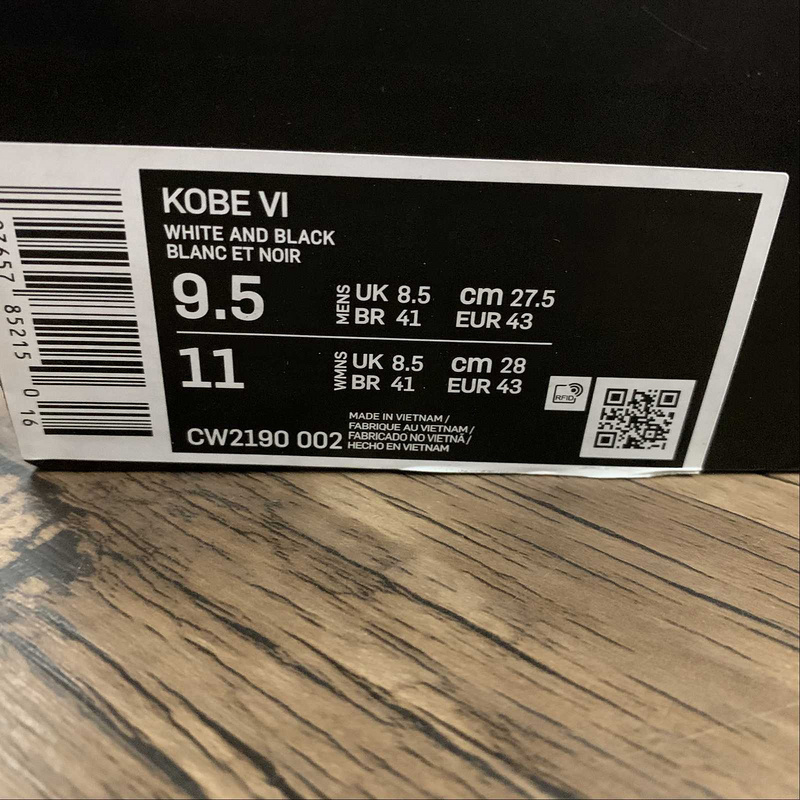 KOBE VI
WHITE AND BLACK
BLANC ET NOIR
9.5 MENS UK 8.5 cm 27.5
BR 41 EUR 43
11 WMNS UK 8.5 cm 28
BR 41 EUR 43
RFID
CW2190 002
MADE IN VIETNAM /
FABRIQUE AU VIETNAM /
FABRICADO NO VIETNÃ /
HECHO EN VIETNAM
85215 0 16